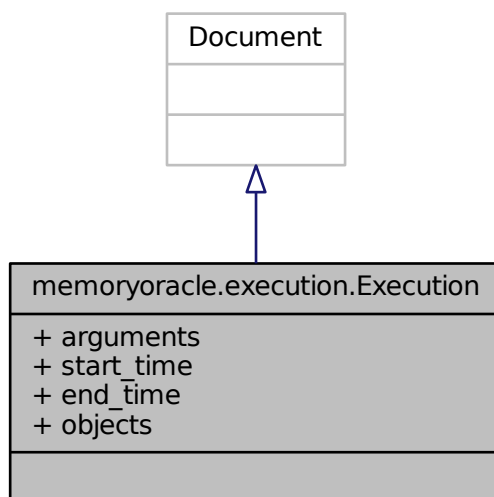 Document
memoryoracle.execution.Execution
+ arguments
+ start_time
+ end_time
+ objects